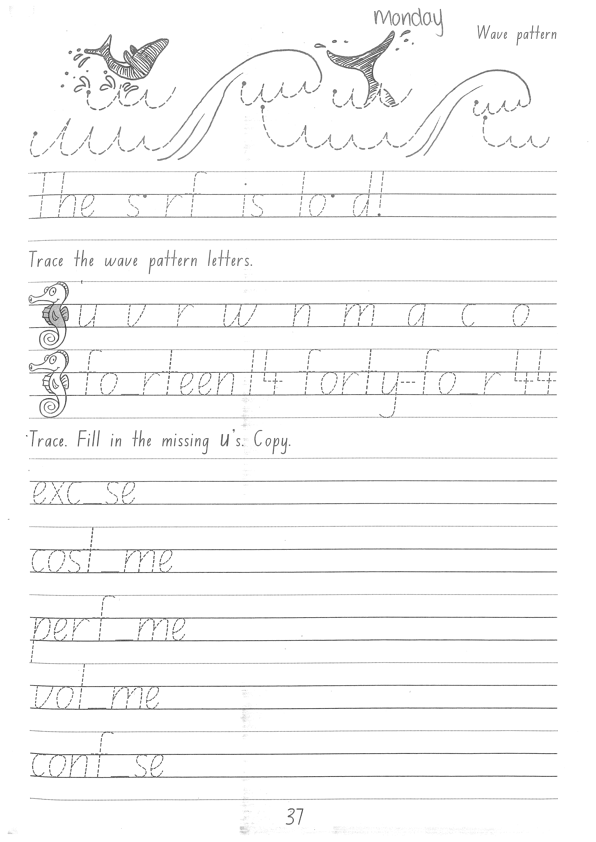 monday
Wave pattern
The s rf is lo d!
Trace the wave pattern letters.
u v r w n m a c o
fo_rteen 14 forty-fo_r 44
Trace. Fill in the missing u's. Copy.
exc_se
cost_me
perf_me
vol_me
conf_se
37